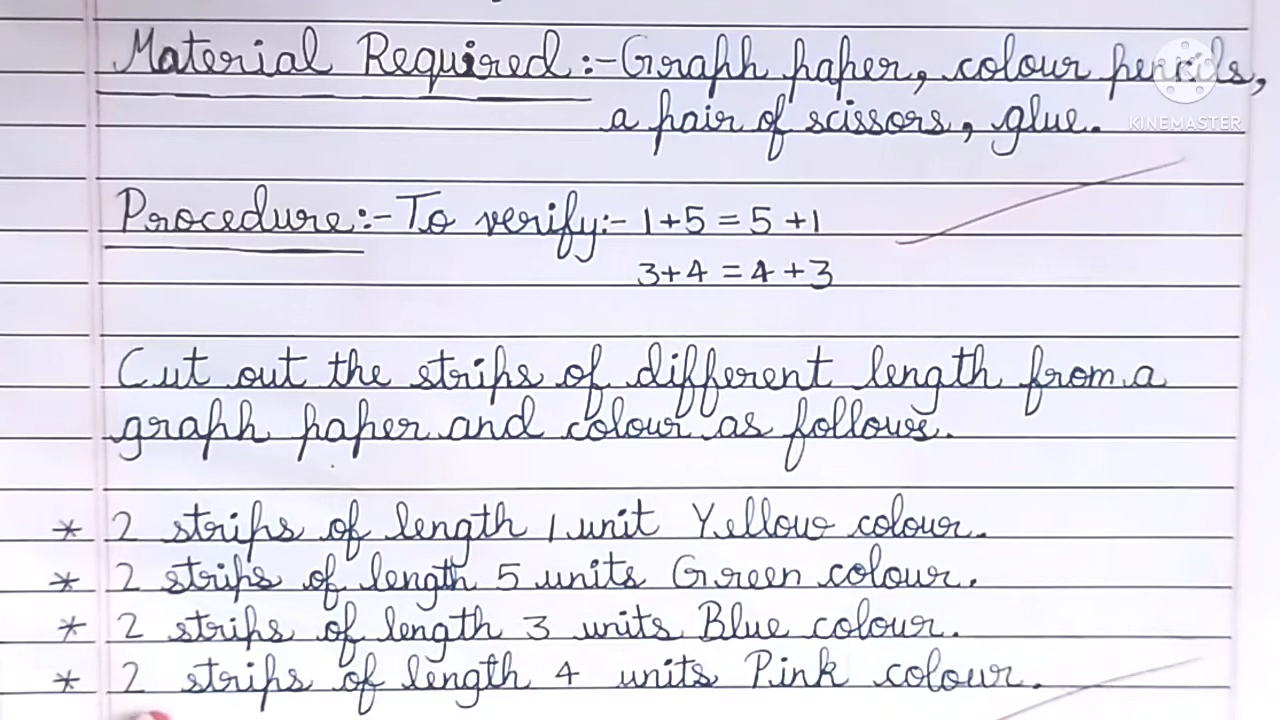 Material Required:- Graph paper, colour pencils,
a pair of scissors, glue.
KINEMASTER
Procedure:- To verify:- 1+5 = 5+1
3+4 = 4+3
Cut out the strips of different length from a
graph paper and colour as follows.
* 2 strips of length 1 unit Yellow colour.
* 2 strips of length 5 units Green colour.
* 2 strips of length 3 units Blue colour.
* 2 strips of length 4 units Pink colour.